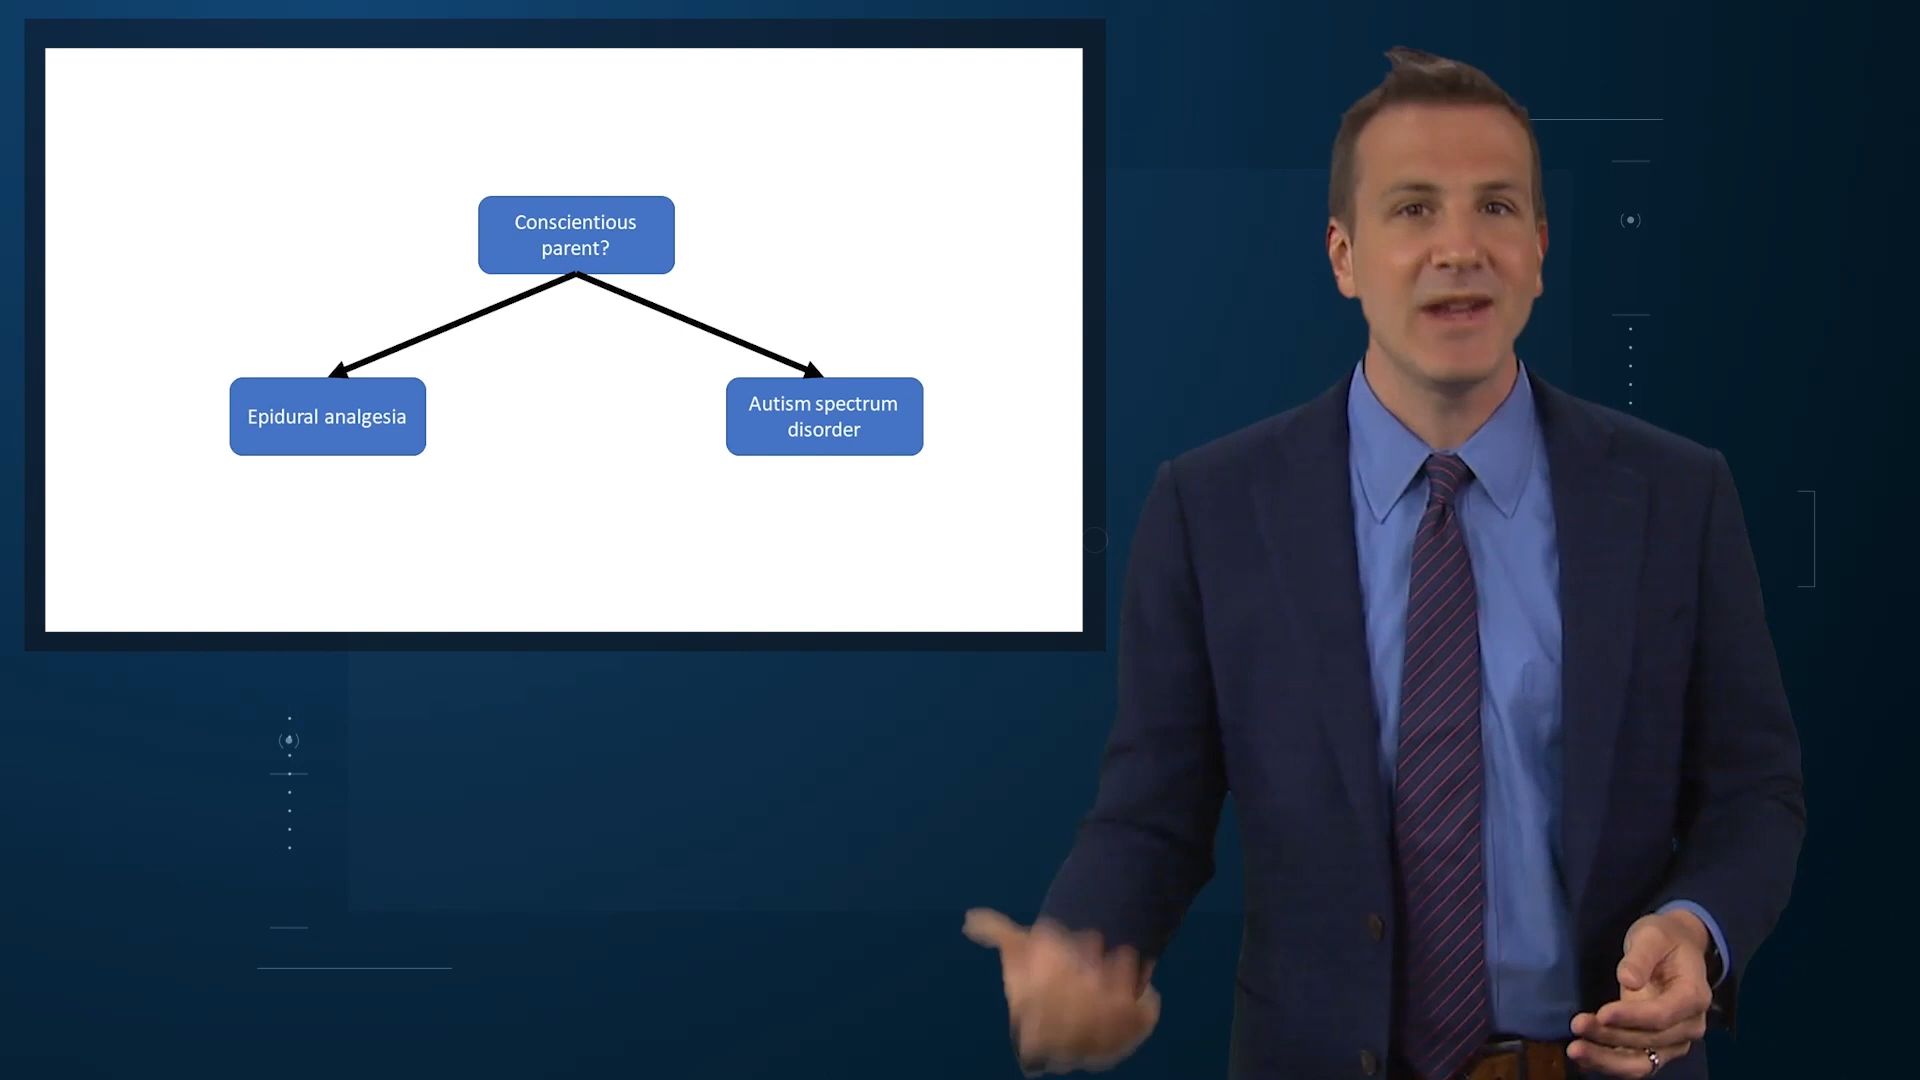 Conscientious
parent?
Epidural analgesia
Autism spectrum
disorder